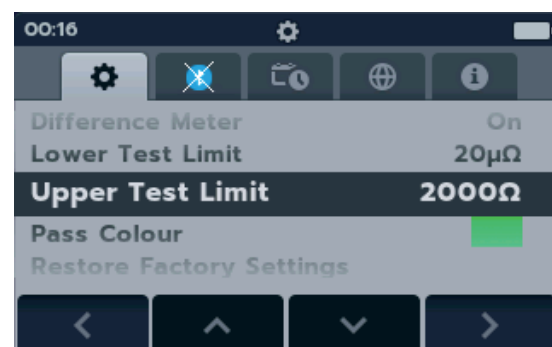 00:16
Difference Meter On
Lower Test Limit 20µΩ
Upper Test Limit 2000Ω
Pass Colour
Restore Factory Settings